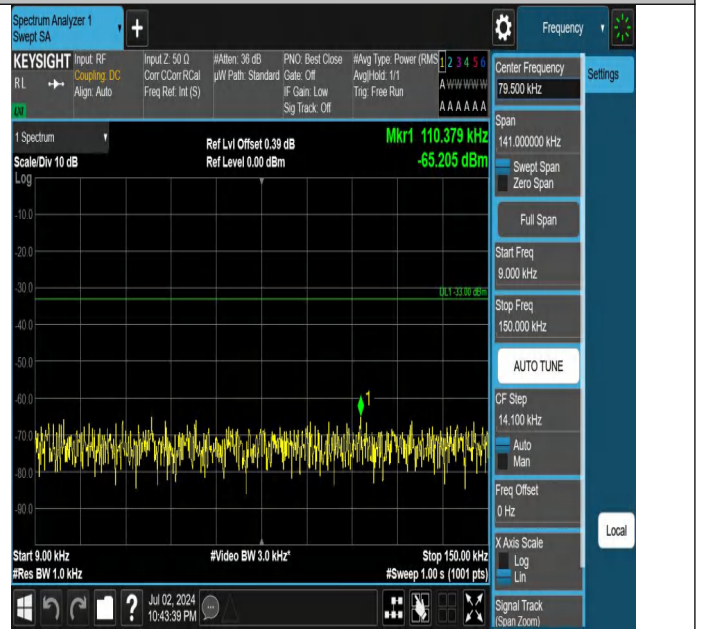 Spectrum Analyzer 1
Swept SA
+
Frequency
KEYSIGHT
RL
LXI
Input: RF
Coupling: DC
Align: Auto
Input Z: 50 Ω
Corr CCorr RCal
Freq Ref: Int (S)
#Atten: 36 dB
µW Path: Standard
PNO: Best Close
Gate: Off
IF Gain: Low
Sig Track: Off
#Avg Type: Power (RMS
Avg|Hold: 1/1
Trig: Free Run
1 2 3 4 5 6
A W W W W W
A A A A A A
1 Spectrum
Scale/Div 10 dB
Log
Ref Lvl Offset 0.39 dB
Ref Level 0.00 dBm
Mkr1 110.379 kHz
-65.205 dBm
-10.0
-20.0
-30.0
DL1 -33.00 dBm
-40.0
-50.0
-60.0
1
-70.0
-80.0
-90.0
Start 9.00 kHz
#Video BW 3.0 kHz*
Stop 150.00 kHz
#Res BW 1.0 kHz
#Sweep 1.00 s (1001 pts)
?
Jul 02, 2024
10:43:39 PM
Center Frequency
79.500 kHz
Settings
Span
141.000000 kHz
Swept Span
Zero Span
Full Span
Start Freq
9.000 kHz
Stop Freq
150.000 kHz
AUTO TUNE
CF Step
14.100 kHz
Auto
Man
Freq Offset
0 Hz
X Axis Scale
Log
Lin
Local
Signal Track
(Span Zoom)